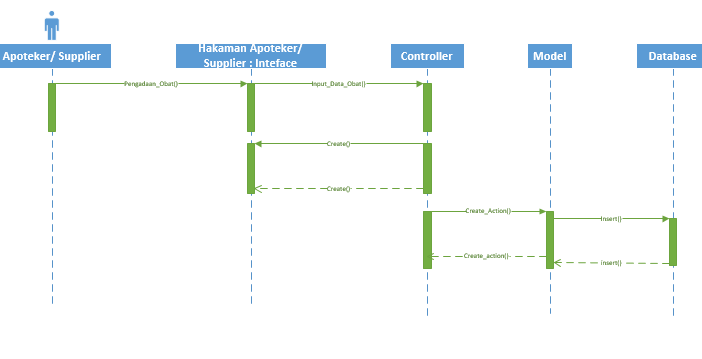 Apoteker/ Supplier
Hakaman Apoteker/
Supplier : Inteface
Controller
Model
Database
Pengadaan_Obat()
Input_Data_Obat()
Create()
Create()
Create_Action()
Insert()
Create_action()
insert()